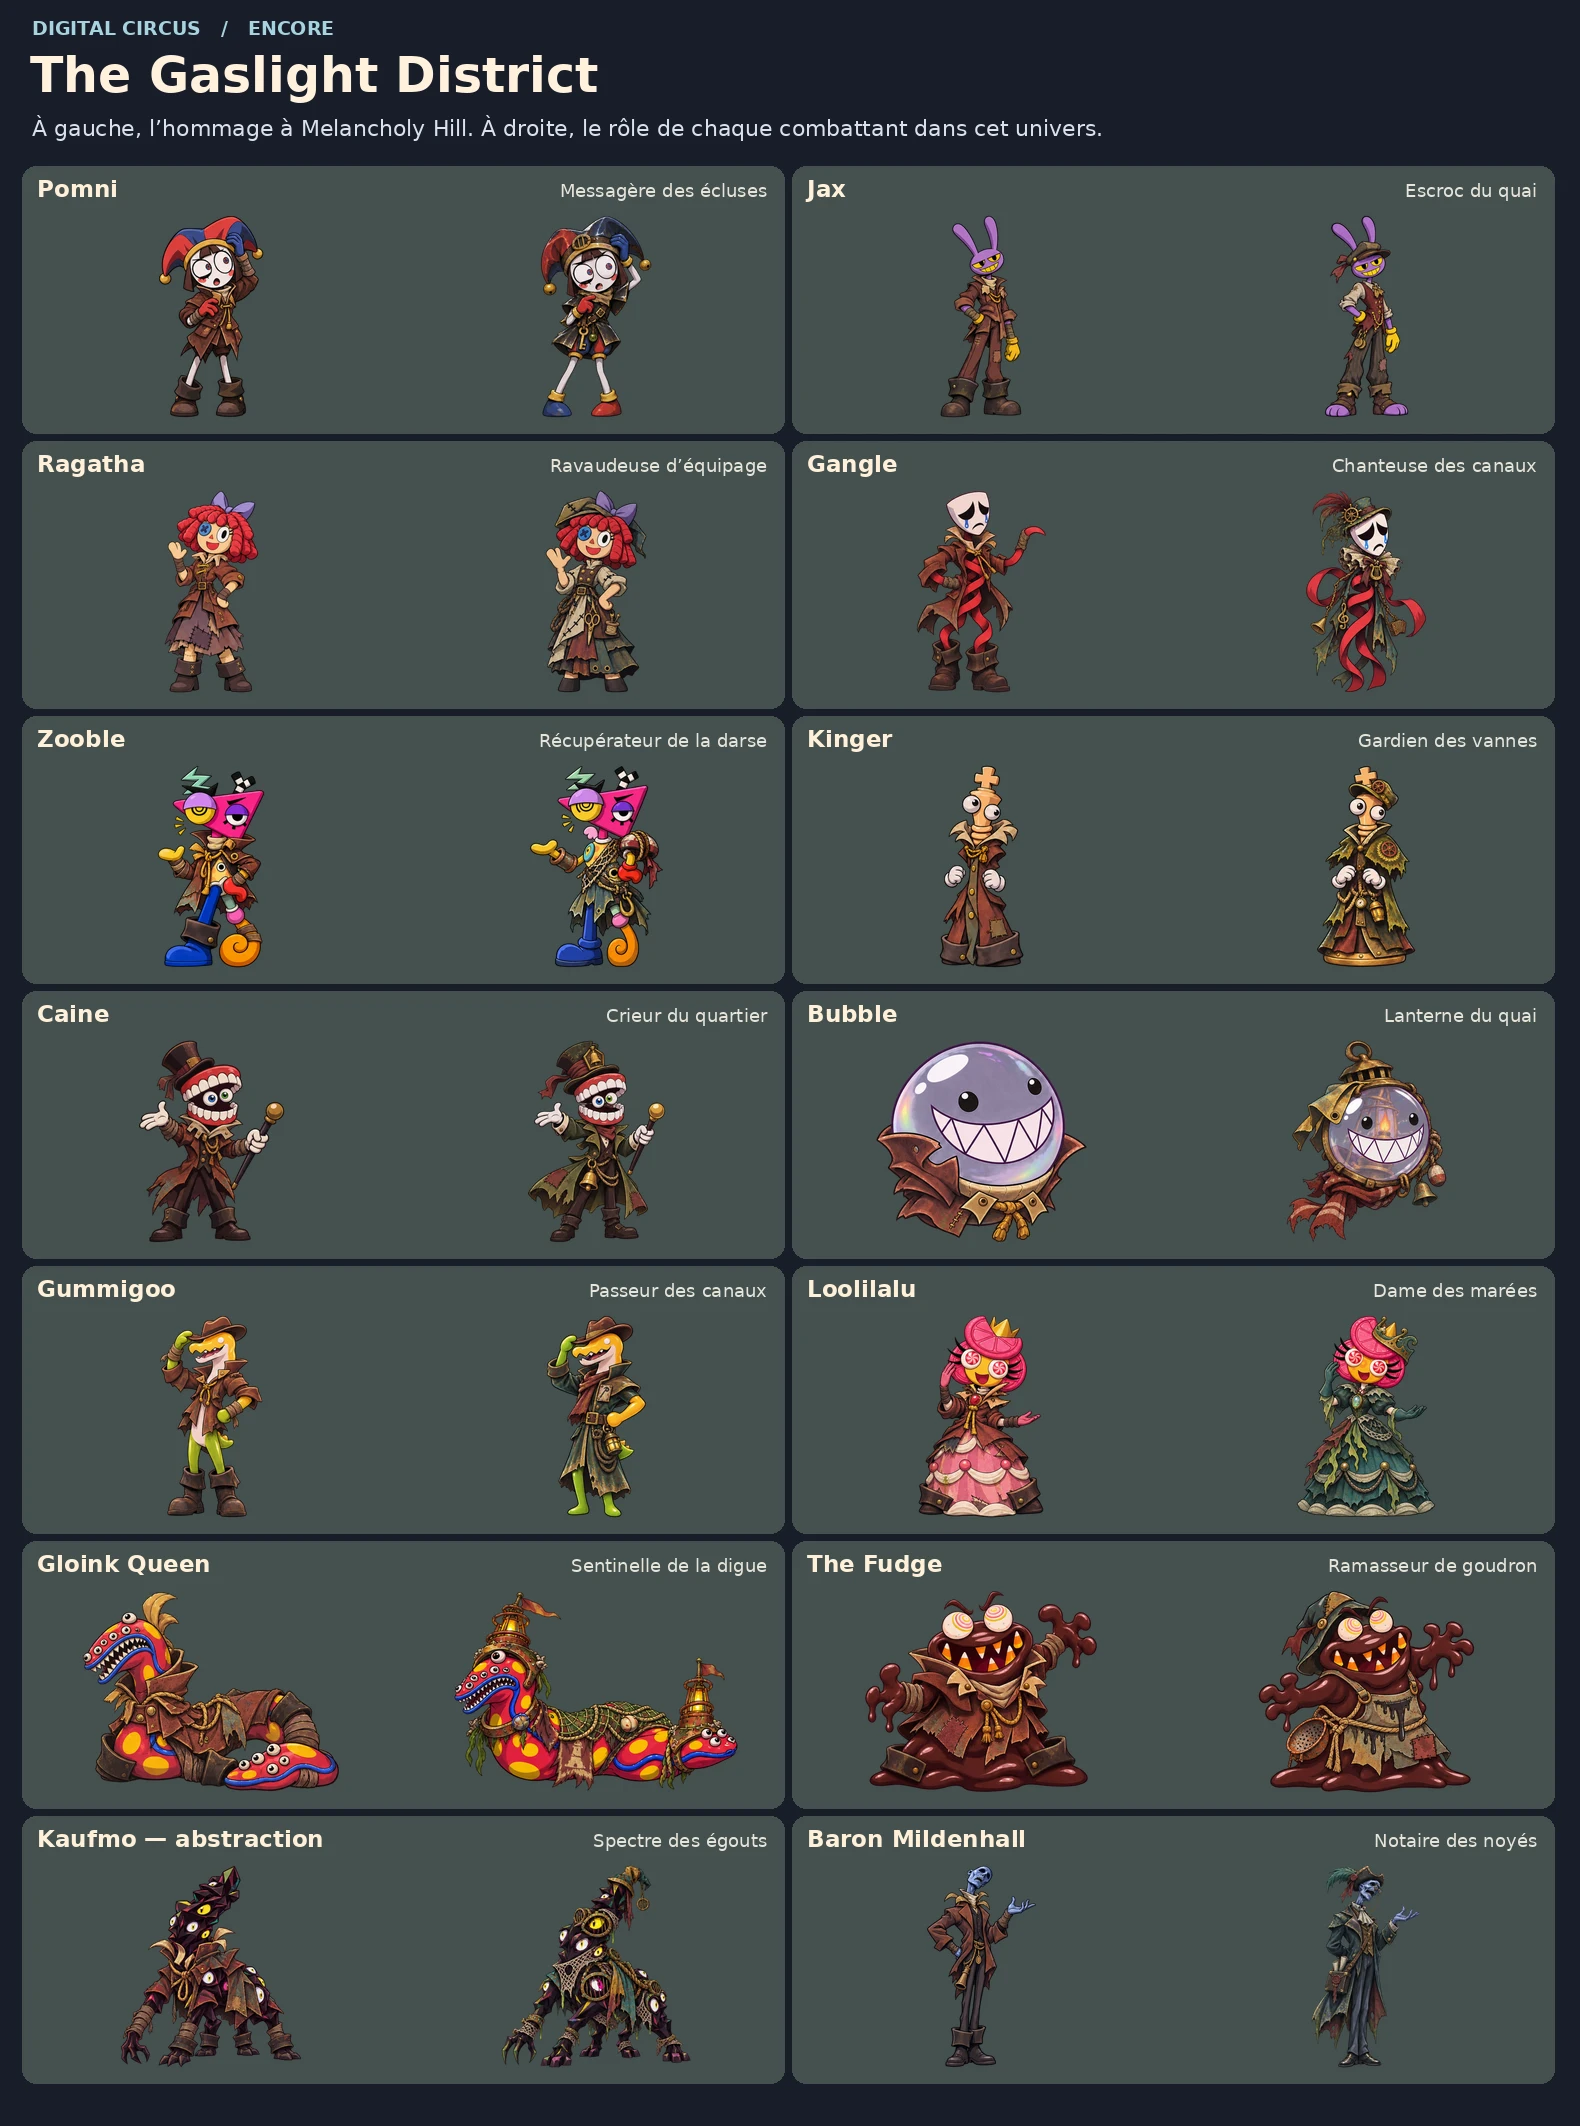 DIGITAL CIRCUS / ENCORE
The Gaslight District
À gauche, l’hommage à Melancholy Hill. À droite, le rôle de chaque combattant dans cet univers.
Pomni
Messagère des écluses
Jax
Escroc du quai
Ragatha
Ravaudeuse d’équipage
Gangle
Chanteuse des canaux
Zooble
Récupérateur de la darse
Kinger
Gardien des vannes
Caine
Crieur du quartier
Bubble
Lanterne du quai
Gummigoo
Passeur des canaux
Loolilalu
Dame des marées
Gloink Queen
Sentinelle de la digue
The Fudge
Ramasseur de goudron
Kaufmo — abstraction
Spectre des égouts
Baron Mildenhall
Notaire des noyés